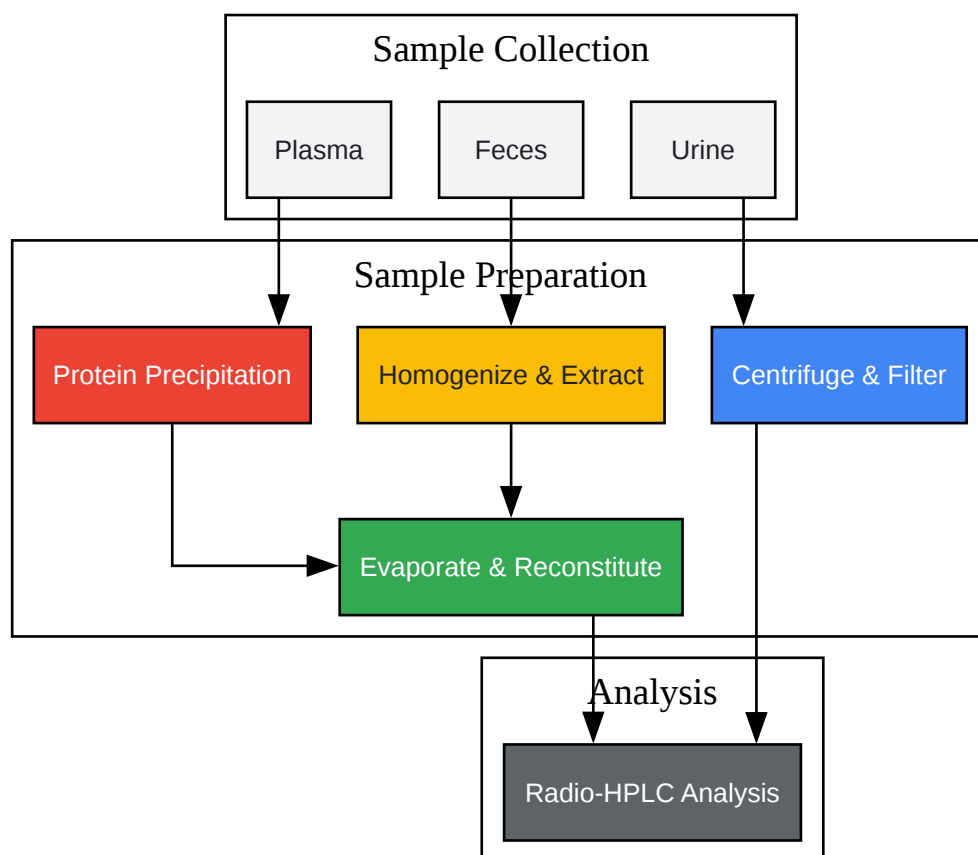 Sample Collection
Plasma
Feces
Urine
Sample Preparation
Protein Precipitation
Homogenize & Extract
Centrifuge & Filter
Evaporate & Reconstitute
Analysis
Radio-HPLC Analysis